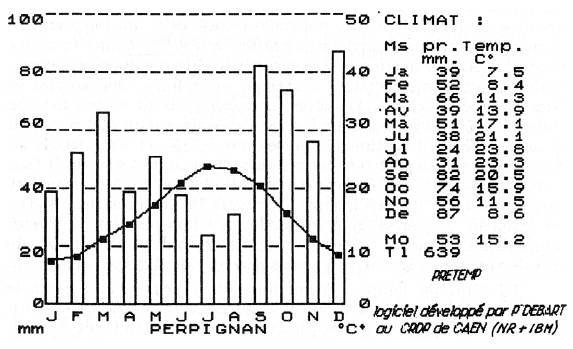 100 50
80 40
60 30
40 20
20 10
0 0
J F M A M J J A S O N D
mm PERPIGNAN °C°
CLIMAT :
Ms pr. Temp.
mm. C°
Ja 39 7.5
Fe 52 8.4
Ma 66 11.3
Av 39 13.9
Ma 51 17.1
Ju 38 21.1
Jl 24 23.8
Ao 31 23.3
Se 82 20.5
Oc 74 15.9
No 56 11.5
De 87 8.6
Mo 53 15.2
Tl 639
PRETEMP
logiciel développé par P.DEBART
au CROP de CAEN (NR + IBM)